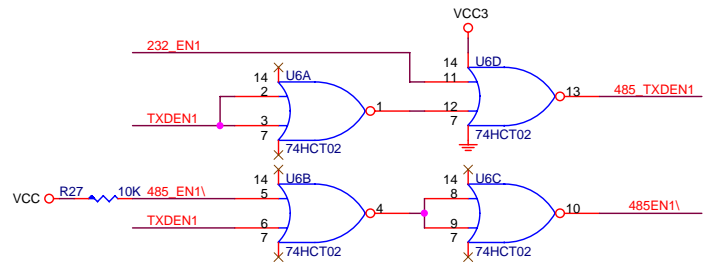 VCC3
232_EN1
14 U6A 14 U6D
2 11
1 12 13 485_TXDEN1
TXDEN1 3
7 7
74HCT02 74HCT02
VCC R27 10K 485_EN1\ 14 U6B 14 U6C
5 8
4 10 485EN1\
TXDEN1 6 9
7 7
74HCT02 74HCT02